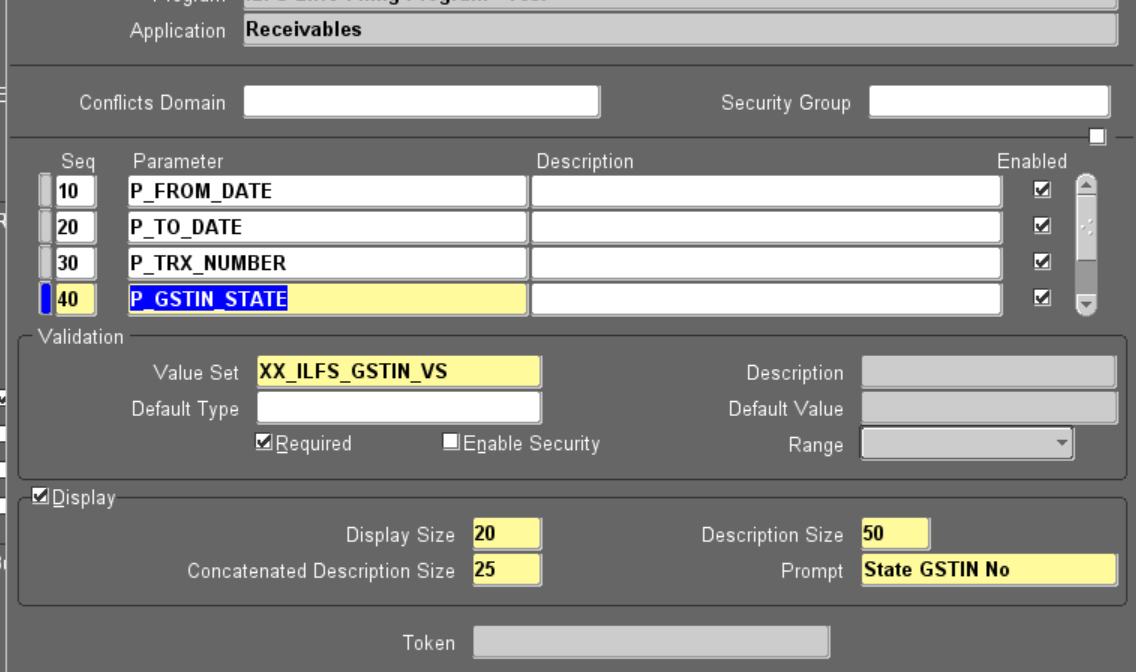 Application Receivables
Conflicts Domain Security Group
Seq Parameter Description Enabled
10 P_FROM_DATE
20 P_TO_DATE
30 P_TRX_NUMBER
40 P_GSTIN_STATE
Validation
Value Set XX_ILFS_GSTIN_VS Description
Default Type Default Value
Required Enable Security Range
Display
Display Size 20 Description Size 50
Concatenated Description Size 25 Prompt State GSTIN No
Token